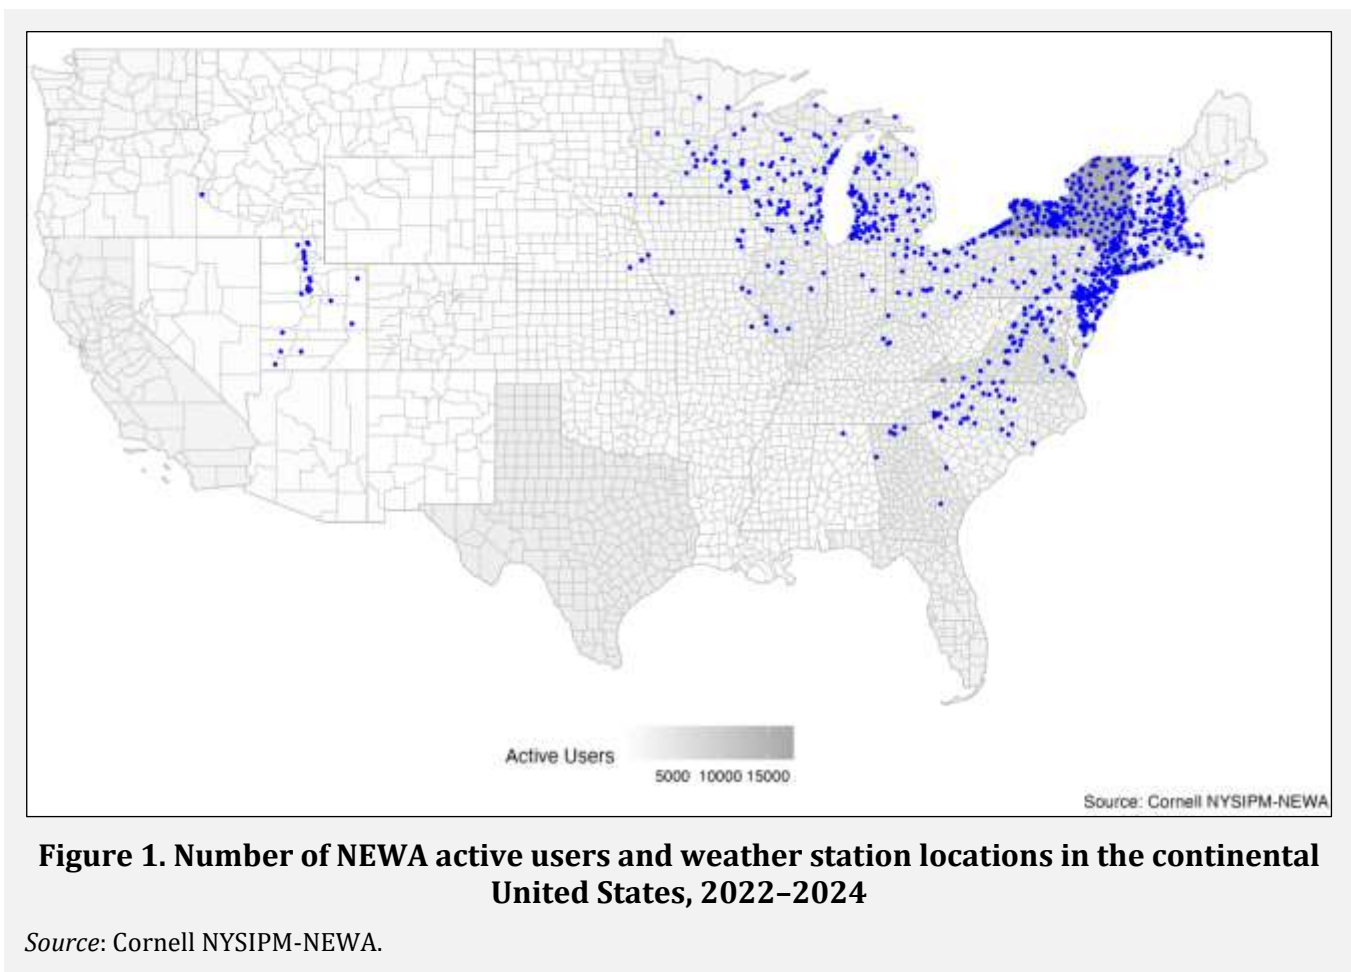 Active Users
5000 10000 15000
Source: Cornell NYSIPM-NEWA
Figure 1. Number of NEWA active users and weather station locations in the continental
United States, 2022–2024
Source: Cornell NYSIPM-NEWA.